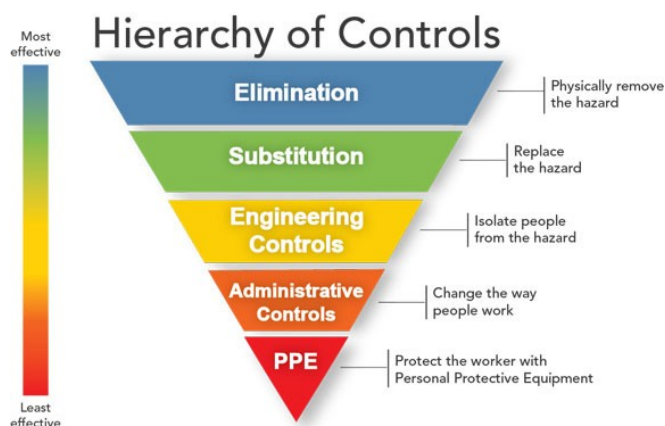 Hierarchy of Controls
Most
effective
Elimination
Physically remove
the hazard
Substitution
Replace
the hazard
Engineering
Controls
Isolate people
from the hazard
Administrative
Controls
Change the way
people work
PPE
Protect the worker with
Personal Protective Equipment
Least
effective